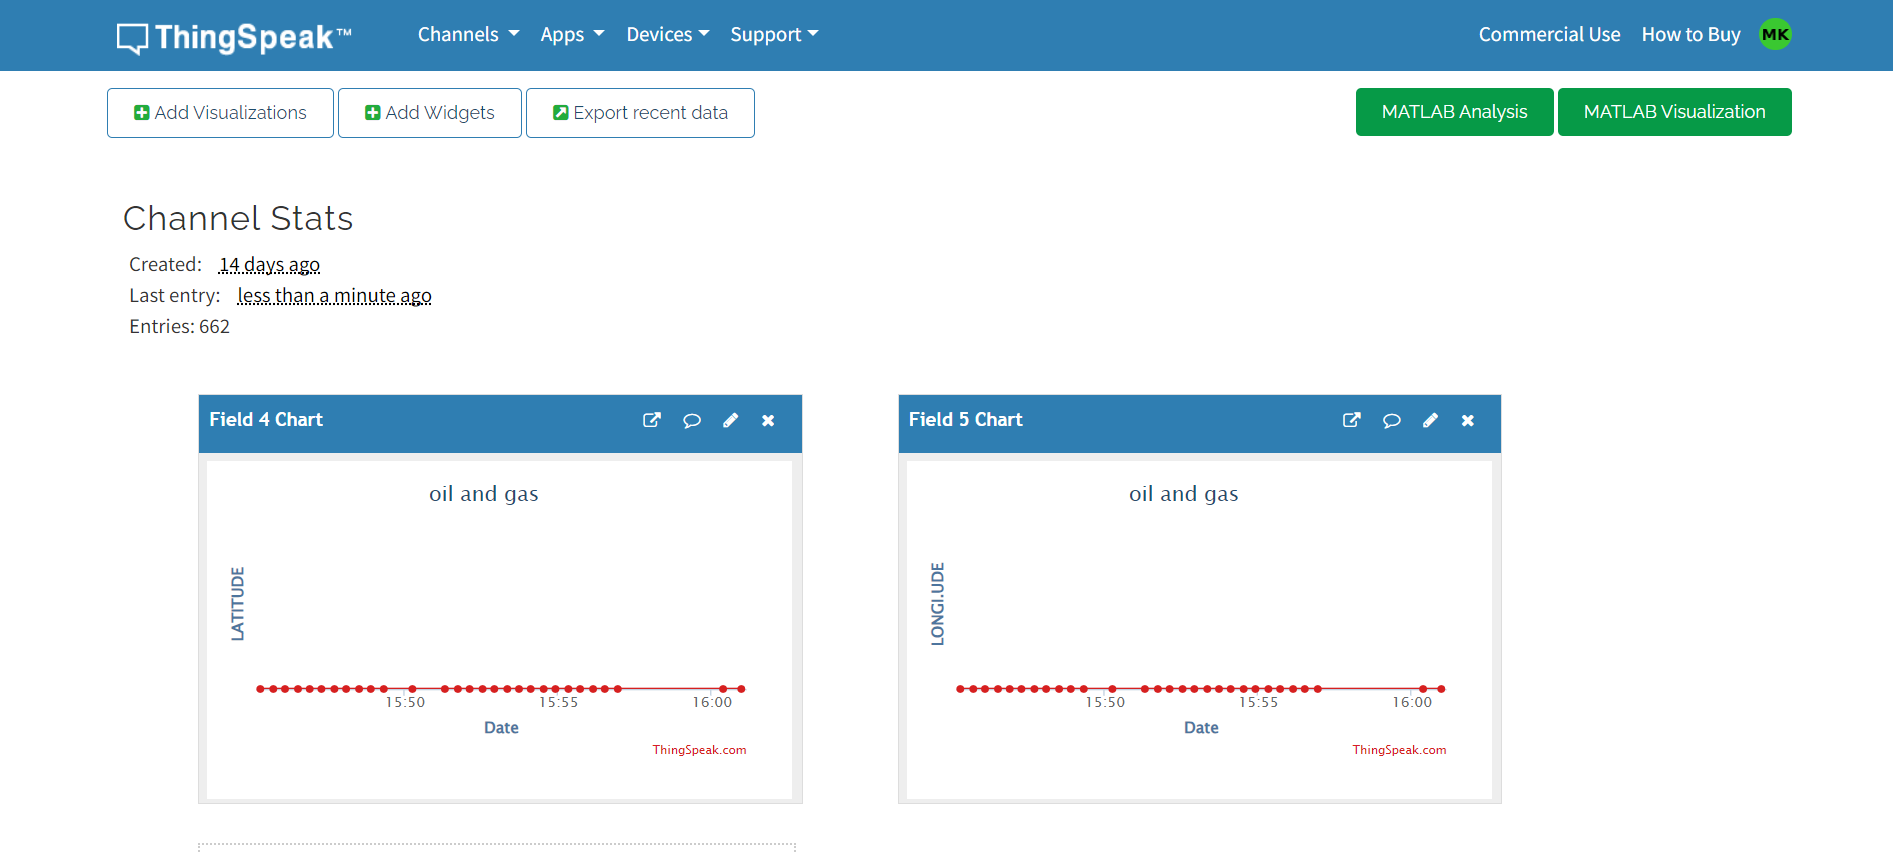 ThingSpeak™ Channels Apps Devices Support Commercial Use How to Buy MK
Add Visualizations Add Widgets Export recent data MATLAB Analysis MATLAB Visualization
Channel Stats
Created: 14 days ago
Last entry: less than a minute ago
Entries: 662
Field 4 Chart
oil and gas
LATITUDE
15:50 15:55 16:00
Date
ThingSpeak.com
Field 5 Chart
oil and gas
LONGI.UDE
15:50 15:55 16:00
Date
ThingSpeak.com